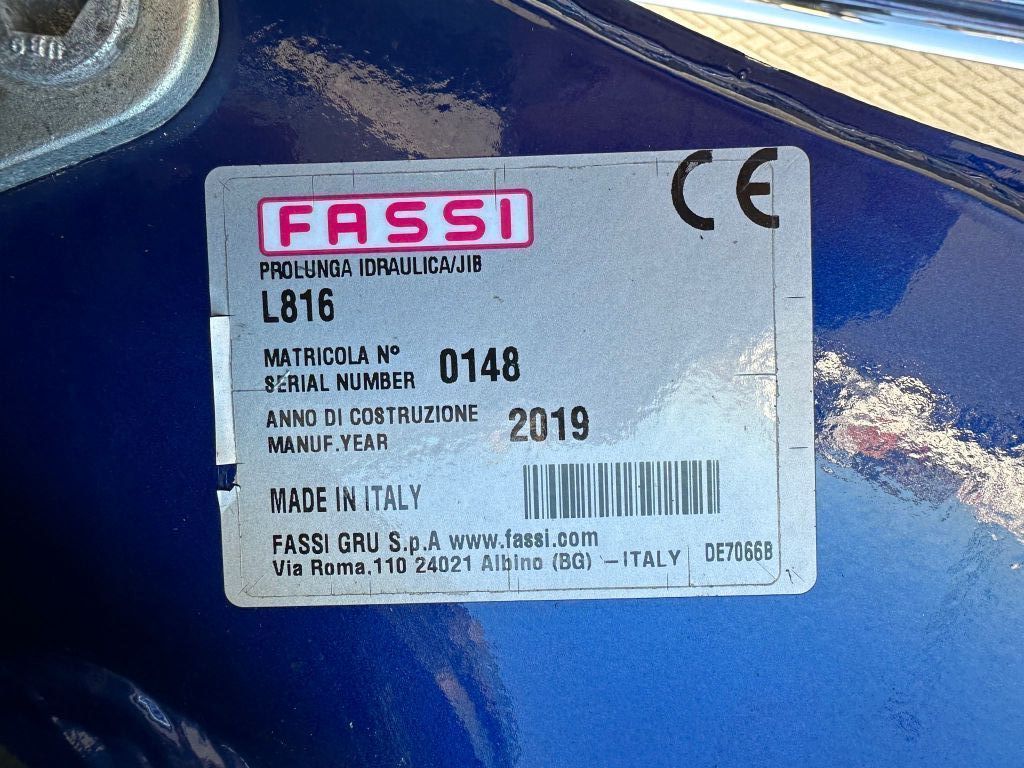 FASSI
CE
PROLUNGA IDRAULICA/JIB
L816
MATRICOLA Nº
SERIAL NUMBER 0148
ANNO DI COSTRUZIONE
MANUF.YEAR 2019
MADE IN ITALY
FASSI GRU S.p.A www.fassi.com
Via Roma,110 24021 Albino (BG) –ITALY DE7066B